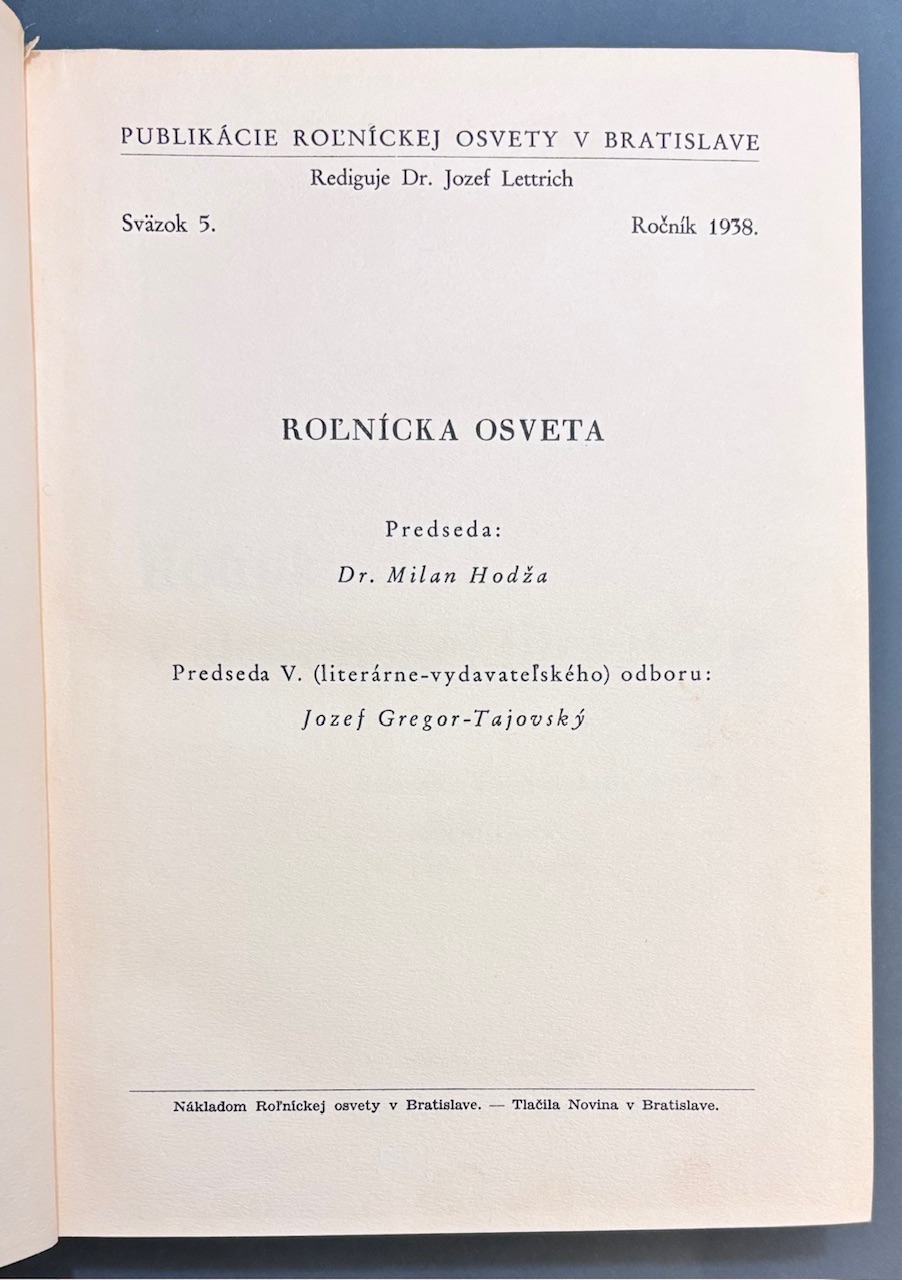 PUBLIKÁCIE ROĽNÍCKEJ OSVETY V BRATISLAVE
Rediguje Dr. Jozef Lettrich
Sväzok 5. Ročník 1938.
ROĽNÍCKA OSVETA
Predseda:
Dr. Milan Hodža
Predseda V. (literárne-vydavateľského) odboru:
Jozef Gregor-Tajovský
Nákladom Roľníckej osvety v Bratislave. — Tlačila Novina v Bratislave.